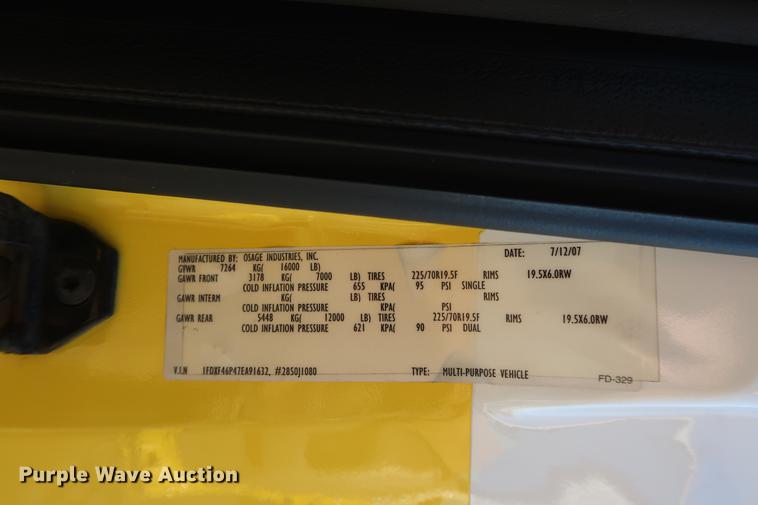 MANUFACTURED BY: OSAGE INDUSTRIES, INC. DATE: 7/12/07
GVWR 7264 KG( 16000 LB)
GAWR FRONT 3178 KG( 7000 LB) TIRES 225/70R19.5F RIMS 19.5X6.0RW
COLD INFLATION PRESSURE 655 KPA( 95 PSI SINGLE
GAWR INTERM KG( LB) TIRES RIMS
COLD INFLATION PRESSURE KPA( PSI
GAWR REAR 5448 KG( 12000 LB) TIRES 225/70R19.5F RIMS 19.5X6.0RW
COLD INFLATION PRESSURE 621 KPA( 90 PSI DUAL
V.I.N 1FDXF46P47EA91632, #2850J1080 TYPE: MULTI-PURPOSE VEHICLE
FD-329
Purple Wave Auction